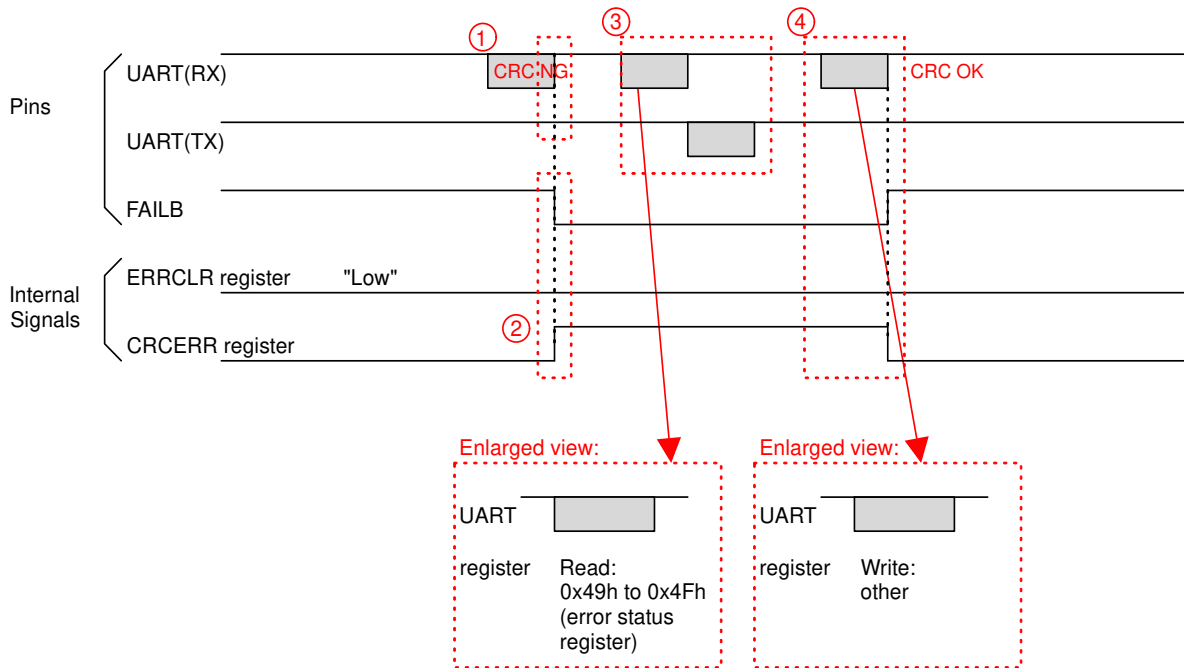 ① ③ ④
UART(RX) CRC NG CRC OK
Pins
UART(TX)
FAILB
ERRCLR register "Low"
Internal
Signals
②
CRCERR register
Enlarged view: Enlarged view:
UART UART
register Read: register Write:
0x49h to 0x4Fh other
(error status
register)